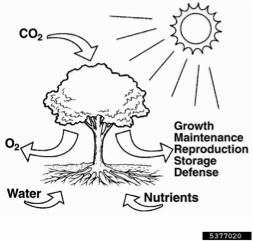 CO₂
O₂
Growth
Maintenance
Reproduction
Storage
Defense
Water
Nutrients
5377020